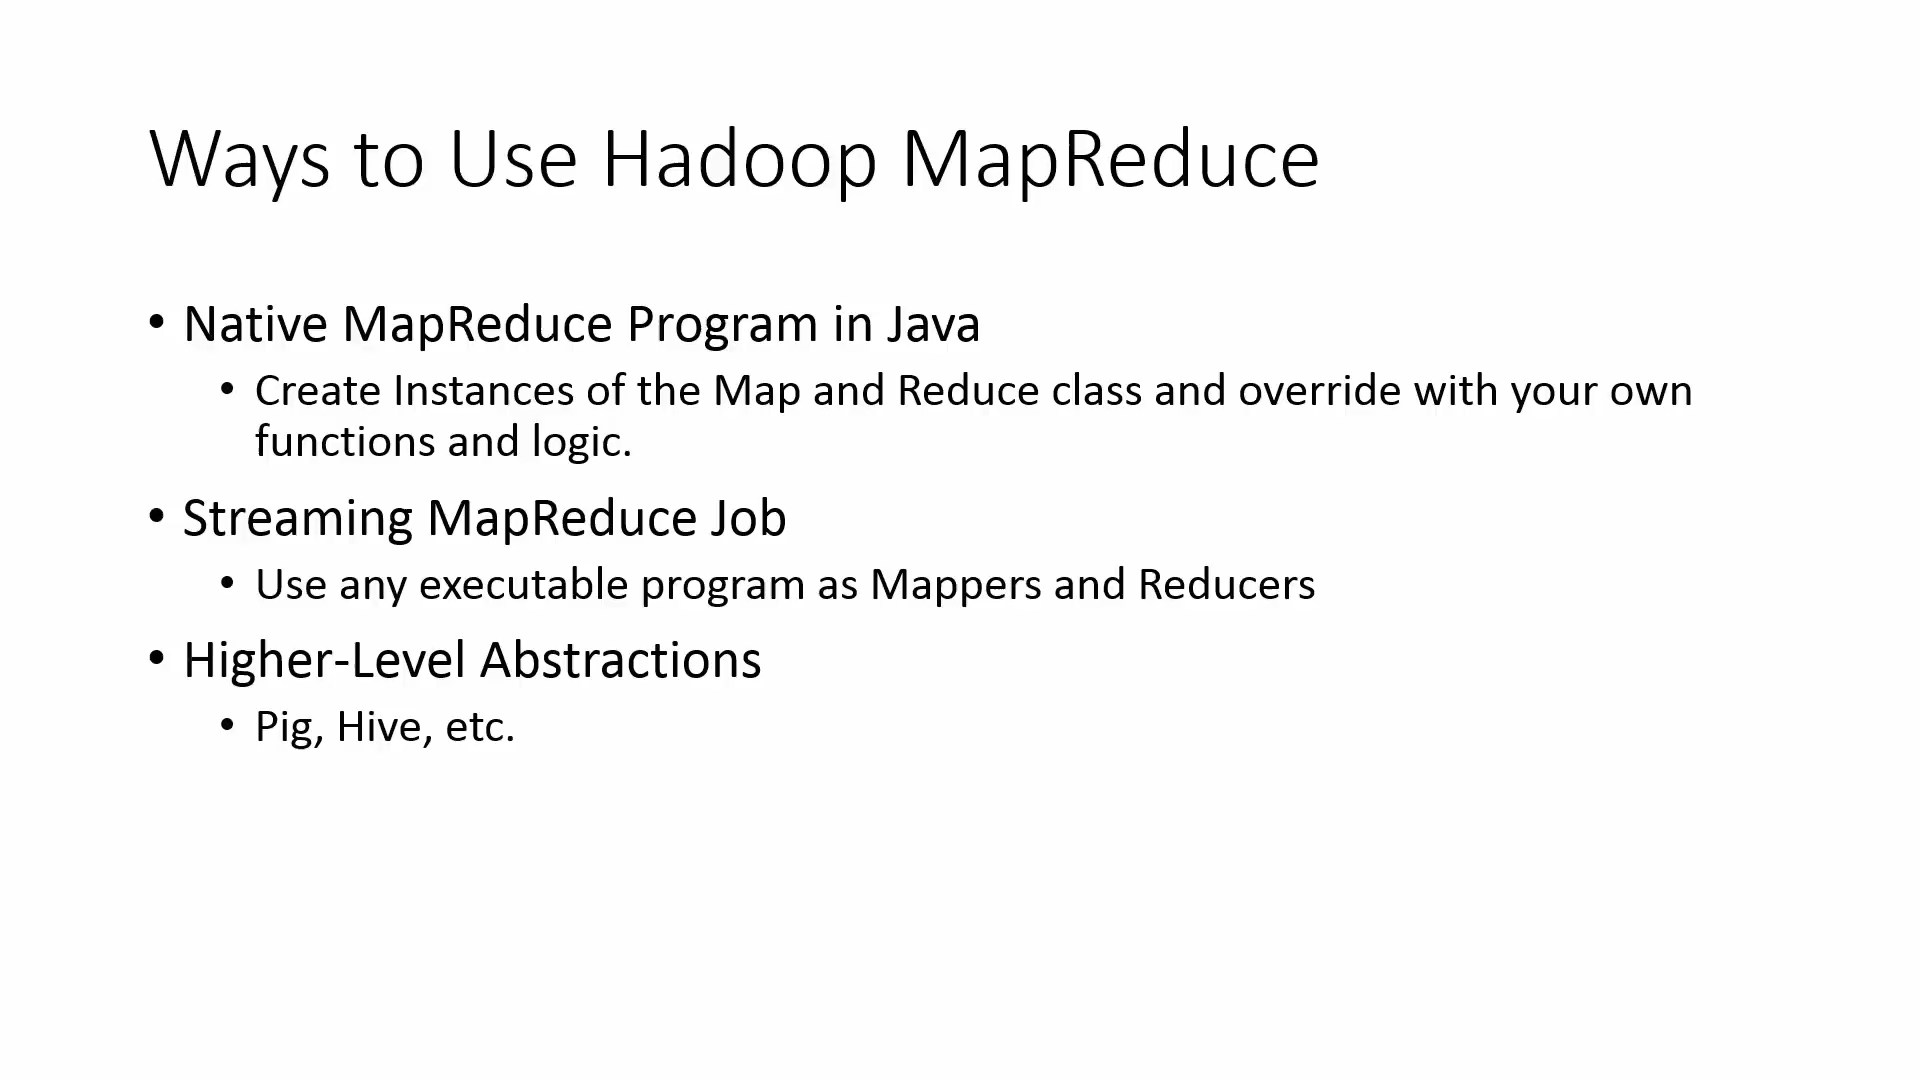 Ways to Use Hadoop MapReduce
• Native MapReduce Program in Java
• Create Instances of the Map and Reduce class and override with your own
functions and logic.
• Streaming MapReduce Job
• Use any executable program as Mappers and Reducers
• Higher-Level Abstractions
• Pig, Hive, etc.